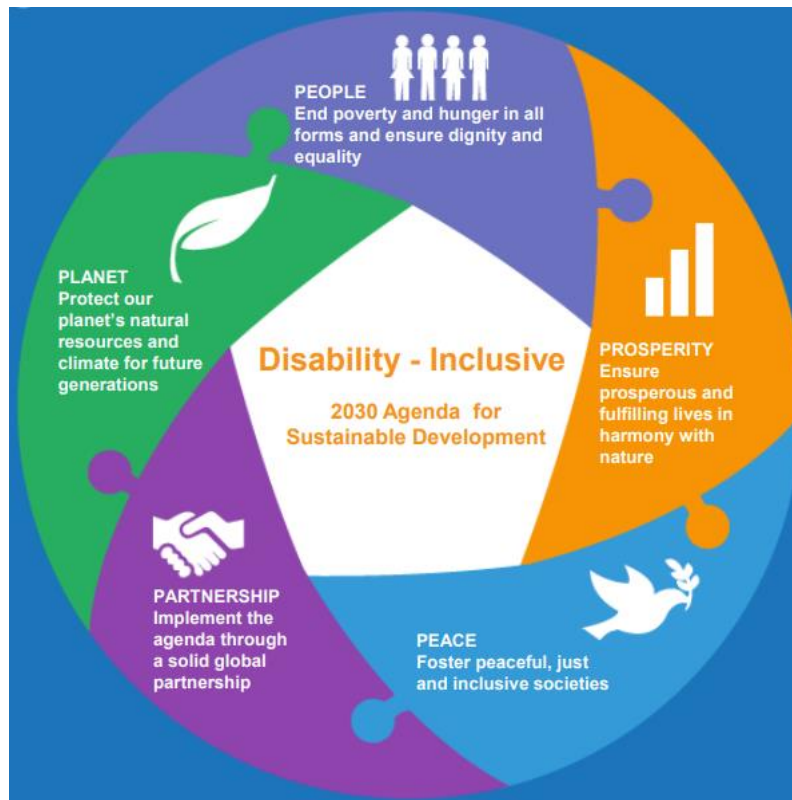 PEOPLE
End poverty and hunger in all
forms and ensure dignity and
equality
PLANET
Protect our
planet's natural
resources and
climate for future
generations
Disability - Inclusive
2030 Agenda for
Sustainable Development
PROSPERITY
Ensure
prosperous and
fulfilling lives in
harmony with
nature
PARTNERSHIP
Implement the
agenda through
a solid global
partnership
PEACE
Foster peaceful, just
and inclusive societies